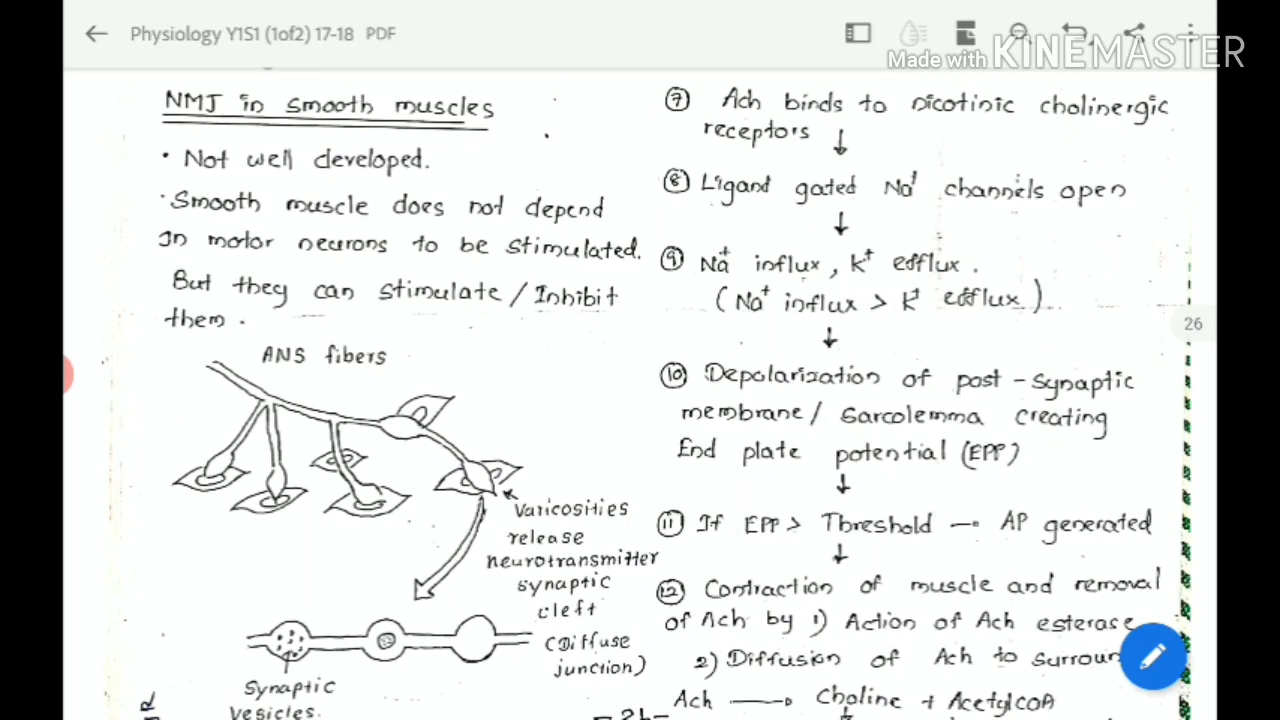 Physiology Y1S1 (1of2) 17-18 PDF
Made with KINEMASTER
NMJ in smooth muscles
• Not well developed.
• Smooth muscle does not depend
In motor neurons to be stimulated.
But they can stimulate / Inhibit
them.
ANS fibers
Varicosities
release
neurotransmitter
synaptic
cleft
(Diffuse
junction)
Synaptic
Vesicles.
⑦ Ach binds to nicotinic cholinergic
receptors ↓
⑧ Ligand gated Na⁺ channels open
↓
⑨ Na⁺ influx, K⁺ efflux.
(Na⁺ influx > K⁺ efflux)
↓
⑩ Depolarization of post-synaptic
membrane / Sarcolemma creating
End plate potential (EPP)
↓
⑪ If EPP > Threshold → AP generated
↓
⑫ Contraction of muscle and removal
of Ach by 1) Action of Ach esterase
2) Diffusion of Ach to Surroun
Ach → Choline + AcetylcoA
26